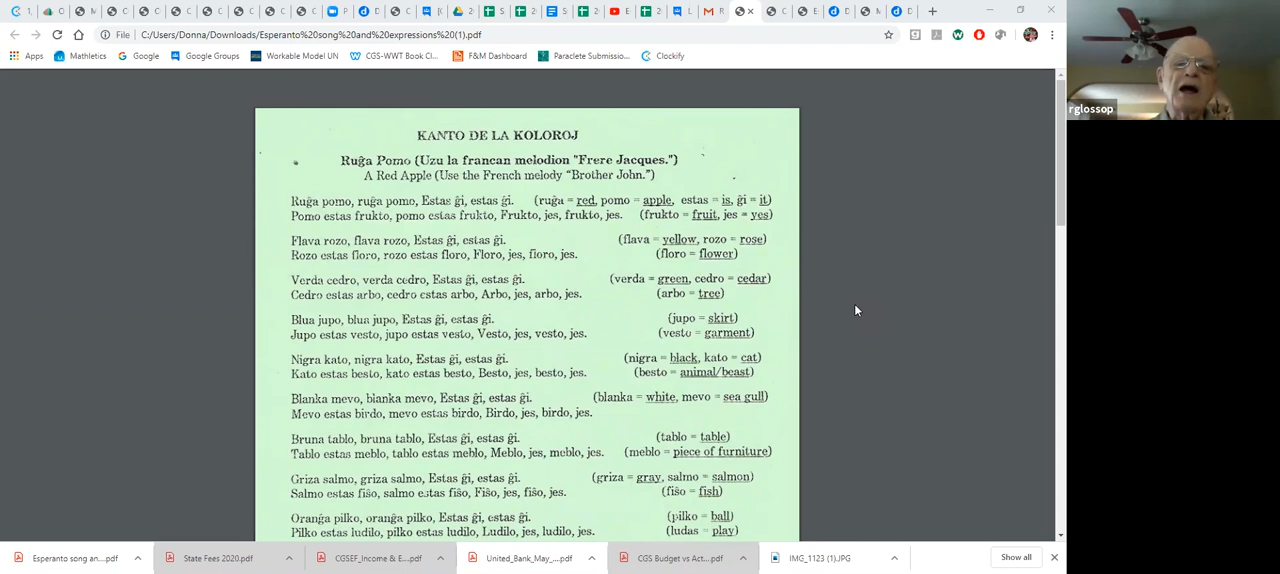 File C:/Users/Donna/Downloads/Esperanto%20song%20and%20expressions%20(1).pdf
Apps Mathletics Google Google Groups Workable Model UN CGS-WWT Book Cl... F&M Dashboard Paraclete Submissio... Clockify
rglossop
KANTO DE LA KOLOROJ
Ruĝa Pomo (Uzu la francan melodion "Frere Jacques.")
A Red Apple (Use the French melody “Brother John.”)
Ruĝa pomo, ruĝa pomo, Estas ĝi, estas ĝi. (ruĝa = red, pomo = apple, estas = is, ĝi = it)
Pomo estas frukto, pomo estas frukto, Frukto, jes, frukto, jes. (frukto = fruit, jes = yes)
Flava rozo, flava rozo, Estas ĝi, estas ĝi. (flava = yellow, rozo = rose)
Rozo estas floro, rozo estas floro, Floro, jes, floro, jes. (floro = flower)
Verda cedro, verda cedro, Estas ĝi, estas ĝi. (verda = green, cedro = cedar)
Cedro estas arbo, cedro estas arbo, Arbo, jes, arbo, jes. (arbo = tree)
Blua jupo, blua jupo, Estas ĝi, estas ĝi. (jupo = skirt)
Jupo estas vesto, jupo estas vesto, Vesto, jes, vesto, jes. (vesto = garment)
Nigra kato, nigra kato, Estas ĝi, estas ĝi. (nigra = black, kato = cat)
Kato estas besto, kato estas besto, Besto, jes, besto, jes. (besto = animal/beast)
Blanka mevo, blanka mevo, Estas ĝi, estas ĝi. (blanka = white, mevo = sea gull)
Mevo estas birdo, mevo estas birdo, Birdo, jes, birdo, jes.
Bruna tablo, bruna tablo, Estas ĝi, estas ĝi. (tablo = table)
Tablo estas meblo, tablo estas meblo, Meblo, jes, meblo, jes. (meblo = piece of furniture)
Griza salmo, griza salmo, Estas ĝi, estas ĝi. (griza = gray, salmo = salmon)
Salmo estas fiŝo, salmo estas fiŝo, Fiŝo, jes, fiŝo, jes. (fiŝo = fish)
Oranĝa pilko, oranĝa pilko, Estas ĝi, estas ĝi. (pilko = ball)
Pilko estas ludilo, pilko estas ludilo, Ludilo, jes, ludilo, jes. (ludas = play)
Esperanto song an....pdf State Fees 2020.pdf CGSEF_Income & E....pdf United_Bank_May_....pdf CGS Budget vs Act....pdf IMG_1123 (1).JPG Show all